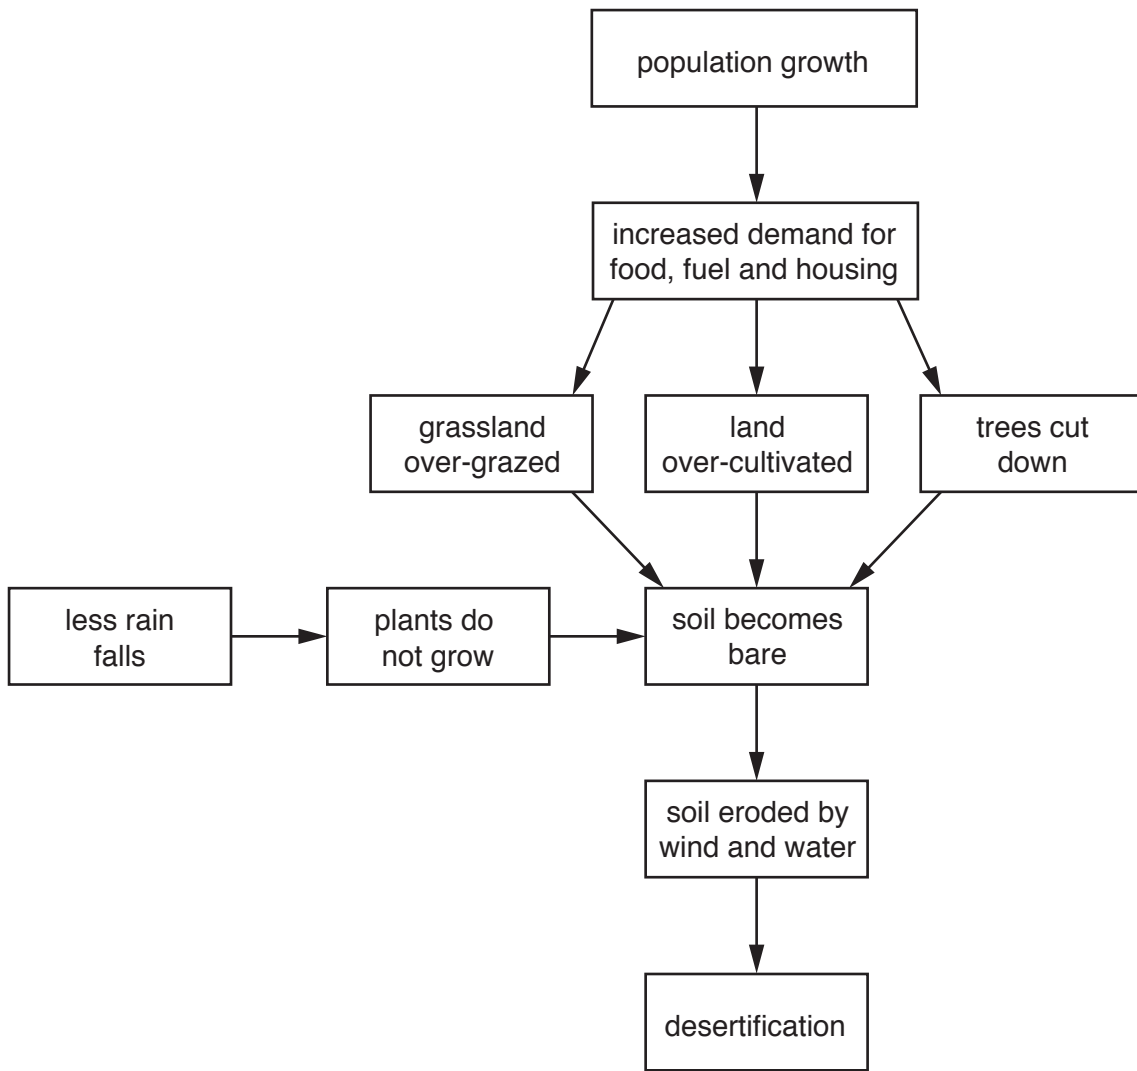 population growth
increased demand for
food, fuel and housing
grassland
over-grazed
land
over-cultivated
trees cut
down
less rain
falls
plants do
not grow
soil becomes
bare
soil eroded by
wind and water
desertification